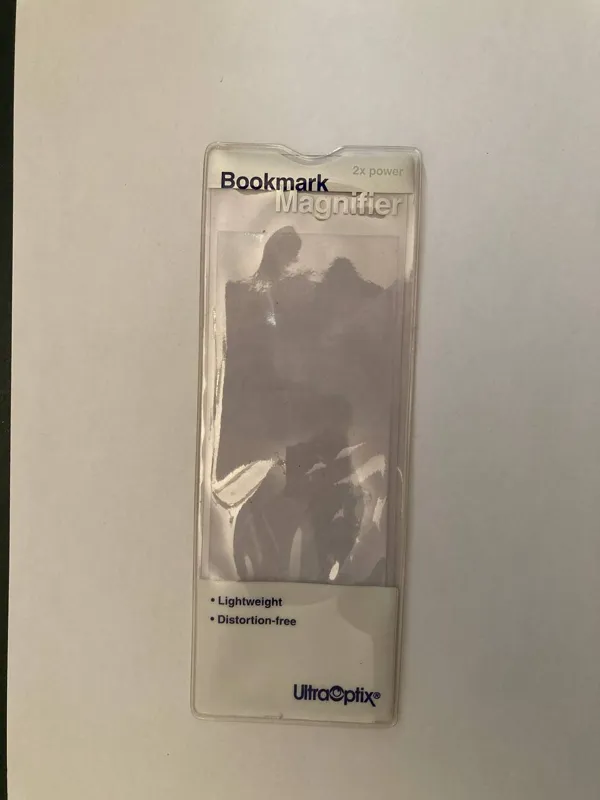 2x power
Bookmark
Magnifier
• Lightweight
• Distortion-free
UltraOptix®